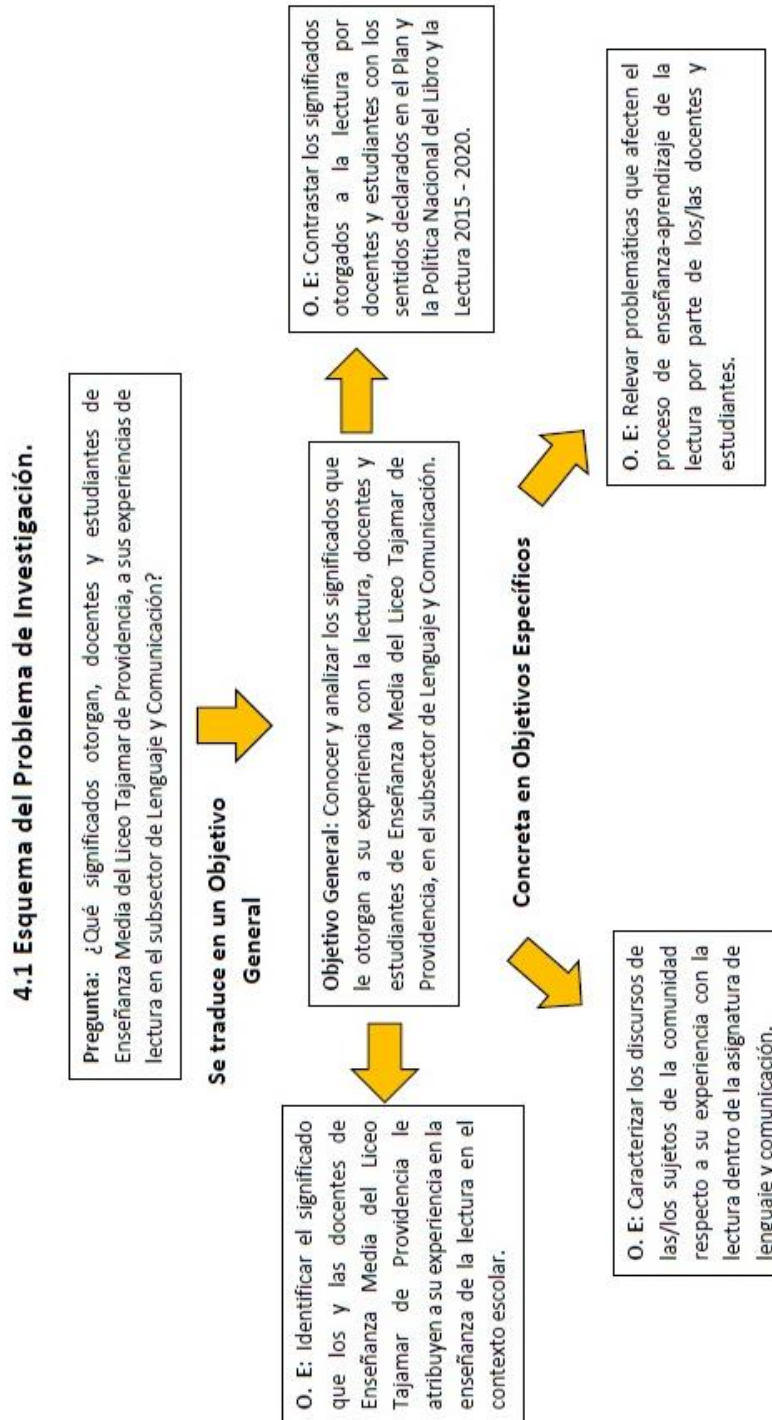 4.1 Esquema del Problema de Investigación.
Pregunta: ¿Qué significados otorgan, docentes y estudiantes de
Enseñanza Media del Liceo Tajamar de Providencia, a sus experiencias de
lectura en el subsector de Lenguaje y Comunicación?
Se traduce en un Objetivo
General
Objetivo General: Conocer y analizar los significados que
le otorgan a su experiencia con la lectura, docentes y
estudiantes de Enseñanza Media del Liceo Tajamar de
Providencia, en el subsector de Lenguaje y Comunicación.
O. E: Identificar el significado
que los y las docentes de
Enseñanza Media del Liceo
Tajamar de Providencia le
atribuyen a su experiencia en la
enseñanza de la lectura en el
contexto escolar.
O. E: Contrastar los significados
otorgados a la lectura por
docentes y estudiantes con los
sentidos declarados en el Plan y
la Política Nacional del Libro y la
Lectura 2015 - 2020.
Concreta en Objetivos Específicos
O. E: Caracterizar los discursos de
las/los sujetos de la comunidad
respecto a su experiencia con la
lectura dentro de la asignatura de
lenguaje y comunicación.
O. E: Relevar problemáticas que afecten el
proceso de enseñanza-aprendizaje de la
lectura por parte de los/las docentes y
estudiantes.